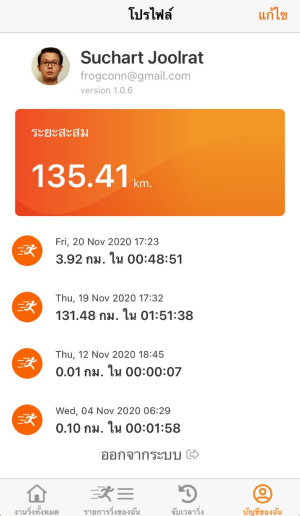 โปรไฟล์
แก้ไข
Suchart Joolrat
frogconn@gmail.com
version 1.0.6
ระยะสะสม
135.41 km.
Fri, 20 Nov 2020 17:23
3.92 กม. ใน 00:48:51
Thu, 19 Nov 2020 17:32
131.48 กม. ใน 01:51:38
Thu, 12 Nov 2020 18:45
0.01 กม. ใน 00:00:07
Wed, 04 Nov 2020 06:29
0.10 กม. ใน 00:01:58
ออกจากระบบ
งานวิ่งทั้งหมด
รายการวิ่งของฉัน
จับเวลาวิ่ง
บัญชีของฉัน